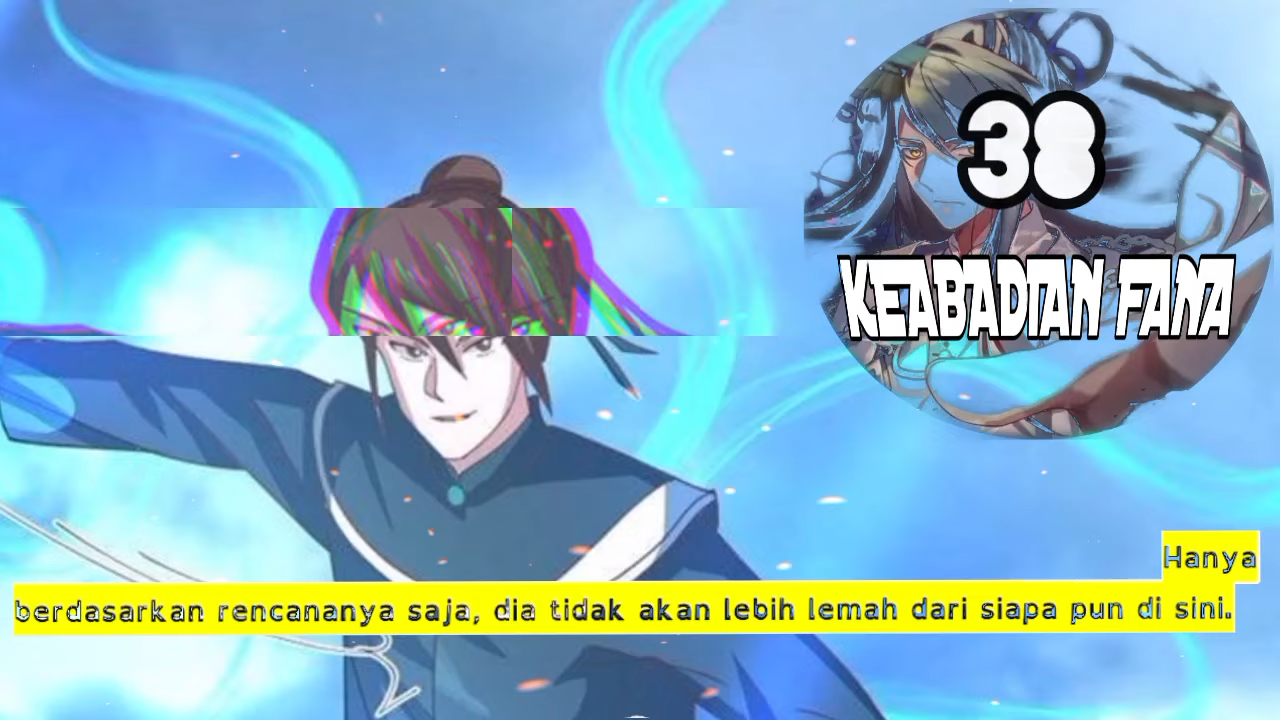 38
KEABADIAN FANA
Hanya
berdasarkan rencananya saja, dia tidak akan lebih lemah dari siapa pun di sini.